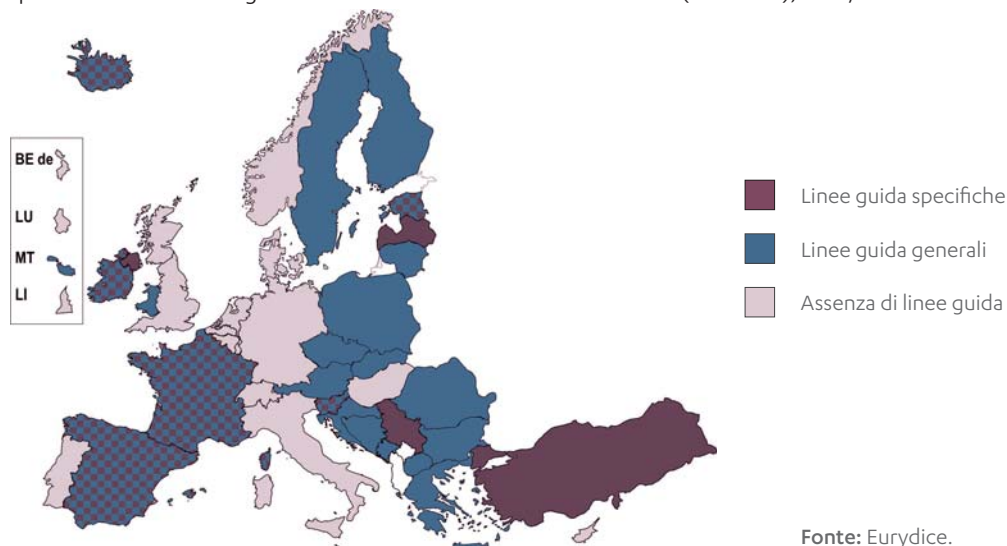 BE de
LU
MT
LI
Linee guida specifiche
Linee guida generali
Assenza di linee guida
Fonte: Eurydice.